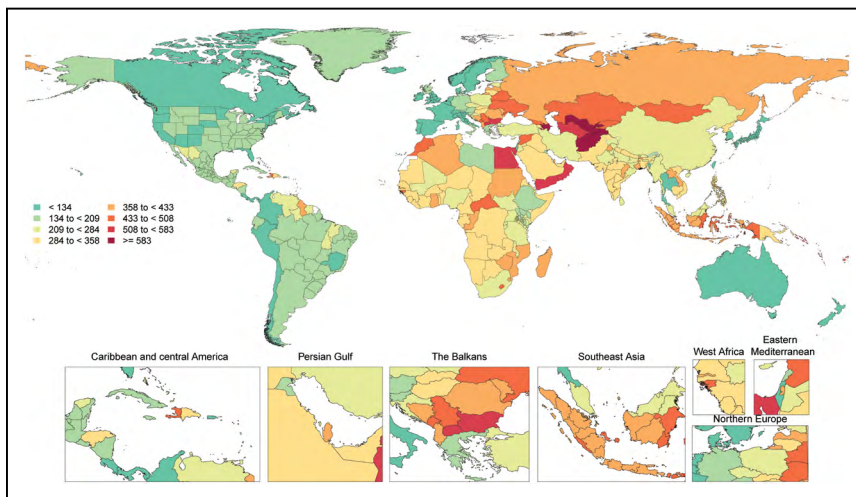 < 134
134 to < 209
209 to < 284
284 to < 358
358 to < 433
433 to < 508
508 to < 583
>= 583
Caribbean and central America
Persian Gulf
The Balkans
Southeast Asia
West Africa
Eastern
Mediterranean
Northern Europe